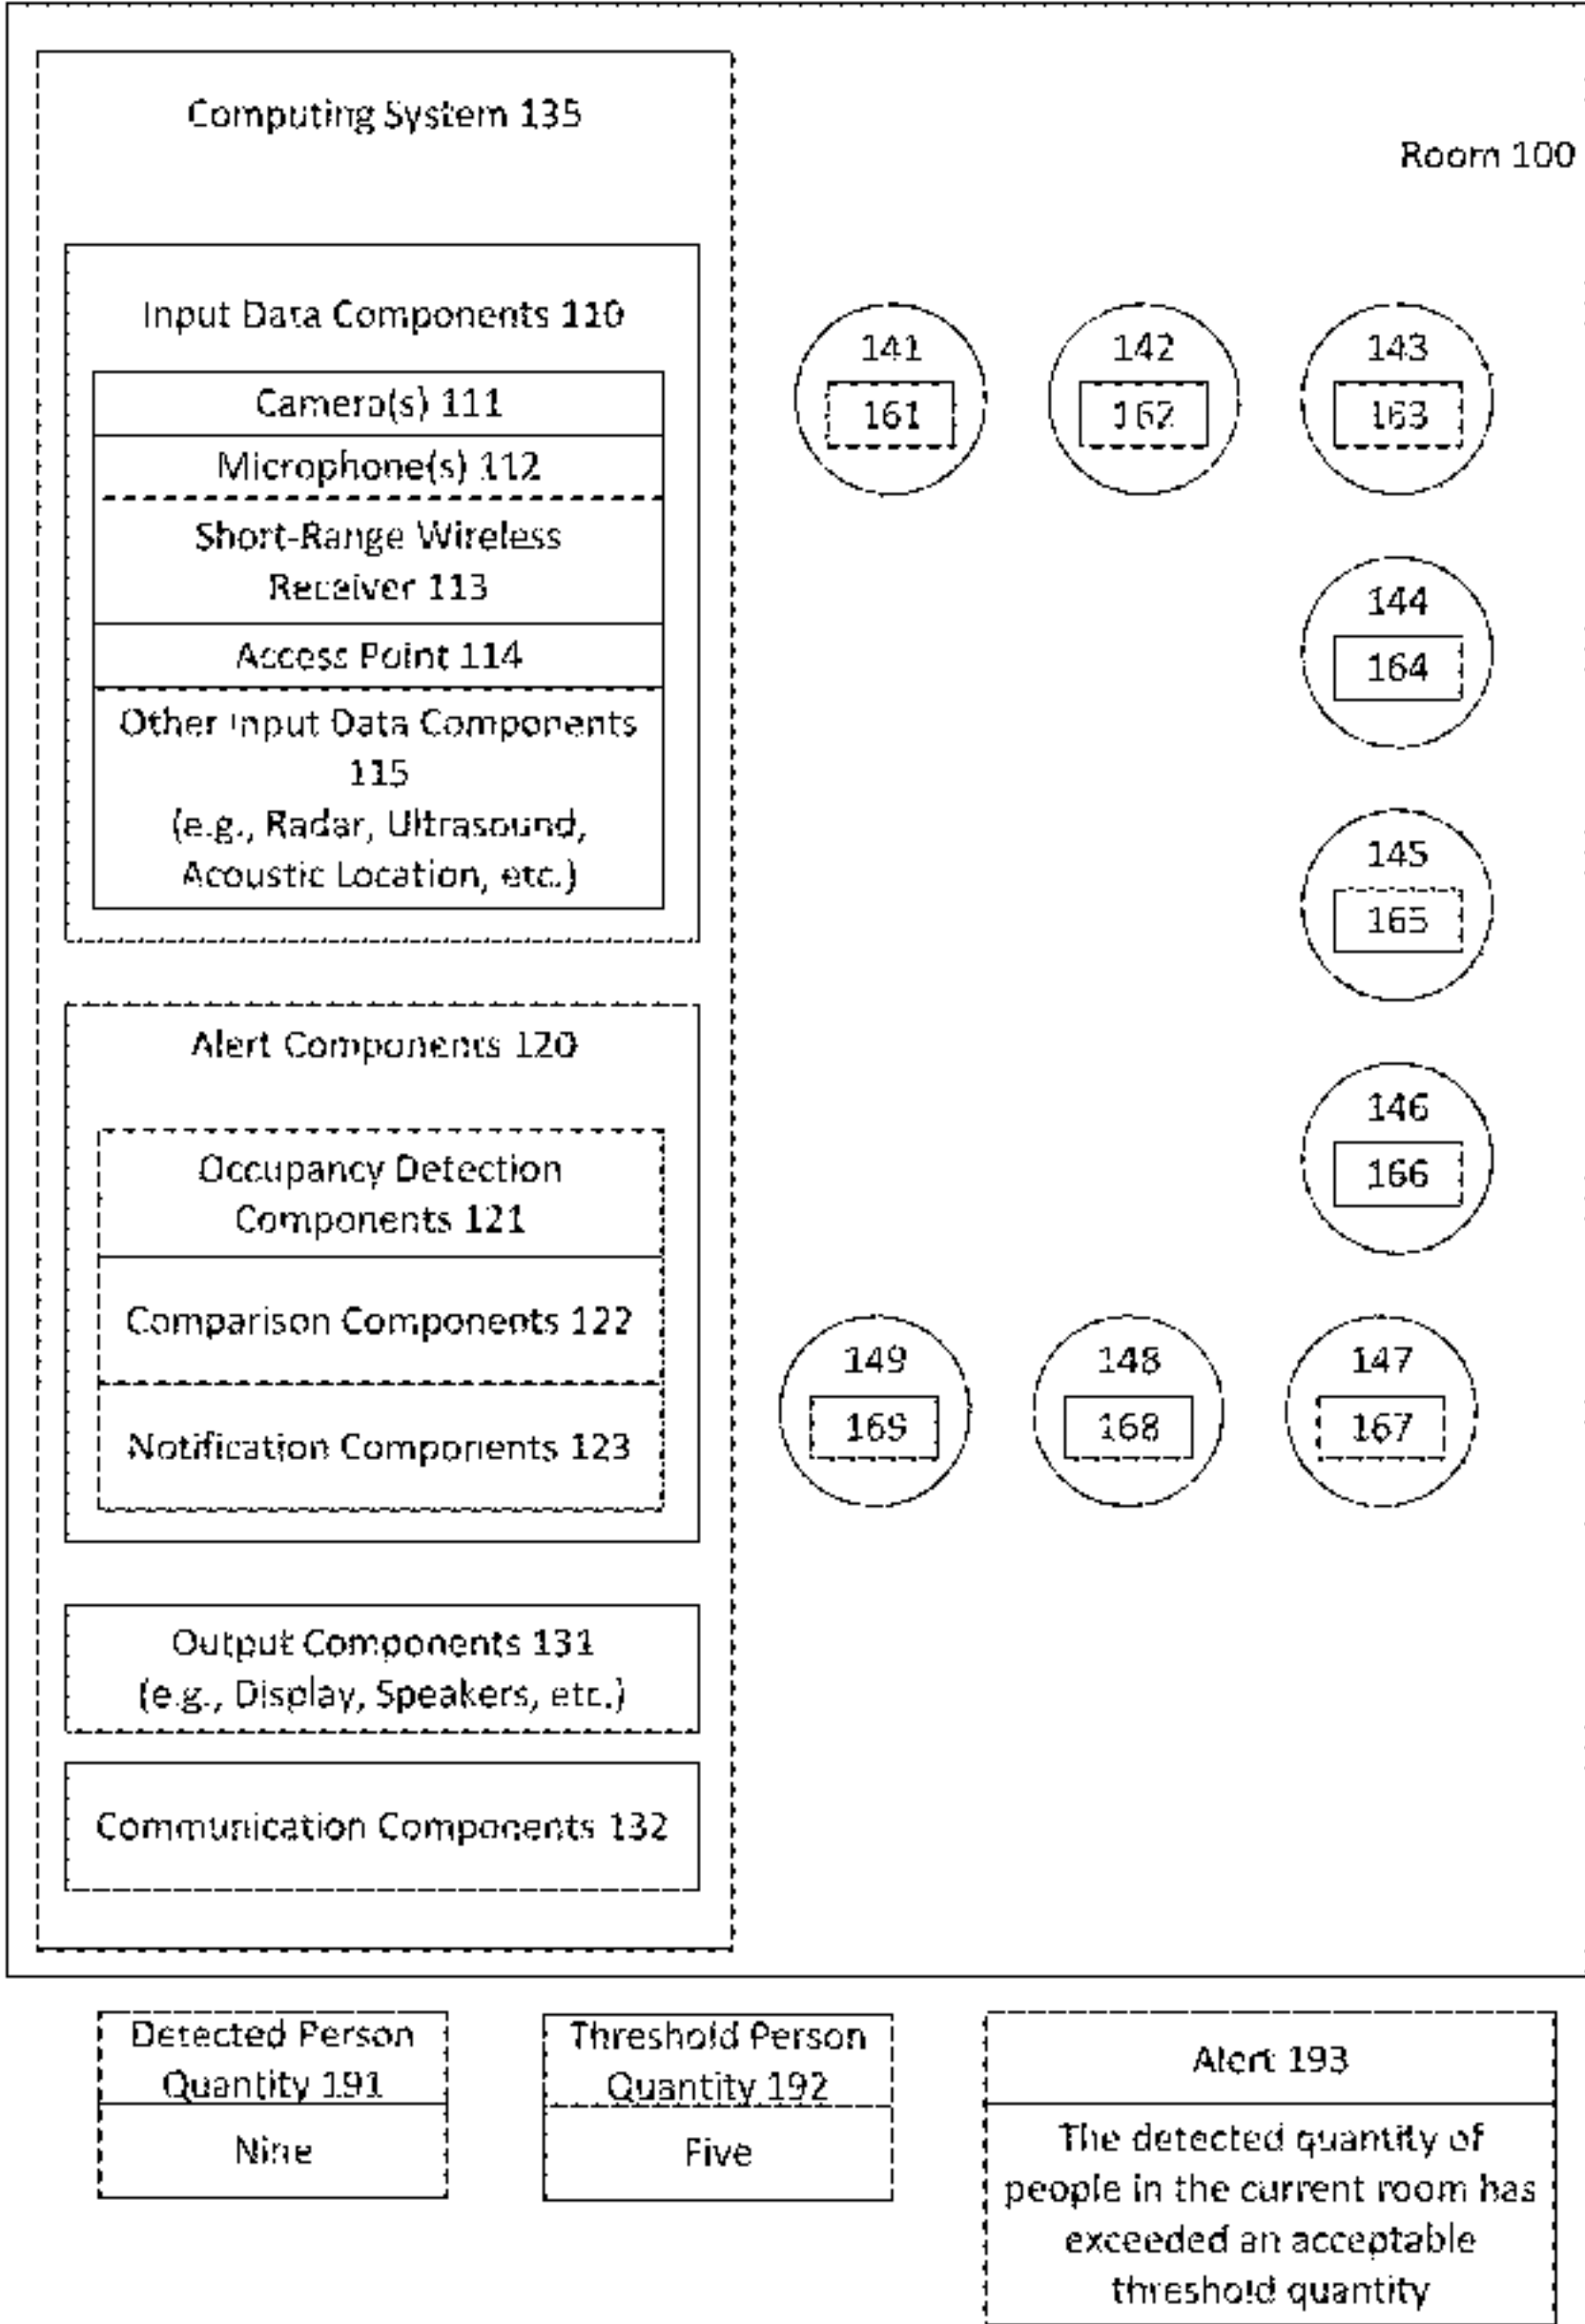 Computing System 135
Room 100
Input Data Components 110
Camera(s) 111
Microphone(s) 112
Short-Range Wireless
Receiver 113
Access Point 114
Other Input Data Components
115
(e.g., Radar, Ultrasound,
Acoustic Location, etc.)
Alert Components 120
Occupancy Detection
Components 121
Comparison Components 122
Notification Components 123
Output Components 131
(e.g., Display, Speakers, etc.)
Communication Components 132
141
161
142
162
143
163
144
164
145
165
146
166
149
169
148
168
147
167
Detected Person
Quantity 191
Nine
Threshold Person
Quantity 192
Five
Alert 193
The detected quantity of
people in the current room has
exceeded an acceptable
threshold quantity